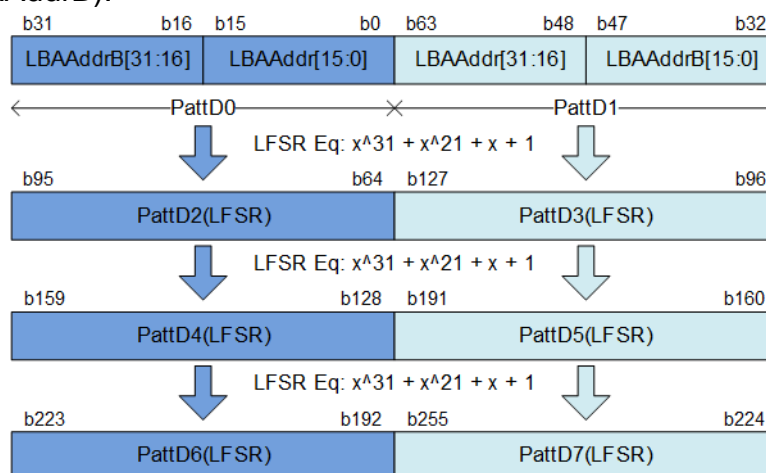 b31 b16 b15 b0 b63 b48 b47 b32
LBAAddrB[31:16] LBAAddr[15:0] LBAAddr[31:16] LBAAddrB[15:0]
PattD0 PattD1
LFSR Eq: x^31 + x^21 + x + 1
b95 b64 b127 b96
PattD2(LFSR) PattD3(LFSR)
LFSR Eq: x^31 + x^21 + x + 1
b159 b128 b191 b160
PattD4(LFSR) PattD5(LFSR)
LFSR Eq: x^31 + x^21 + x + 1
b223 b192 b255 b224
PattD6(LFSR) PattD7(LFSR)